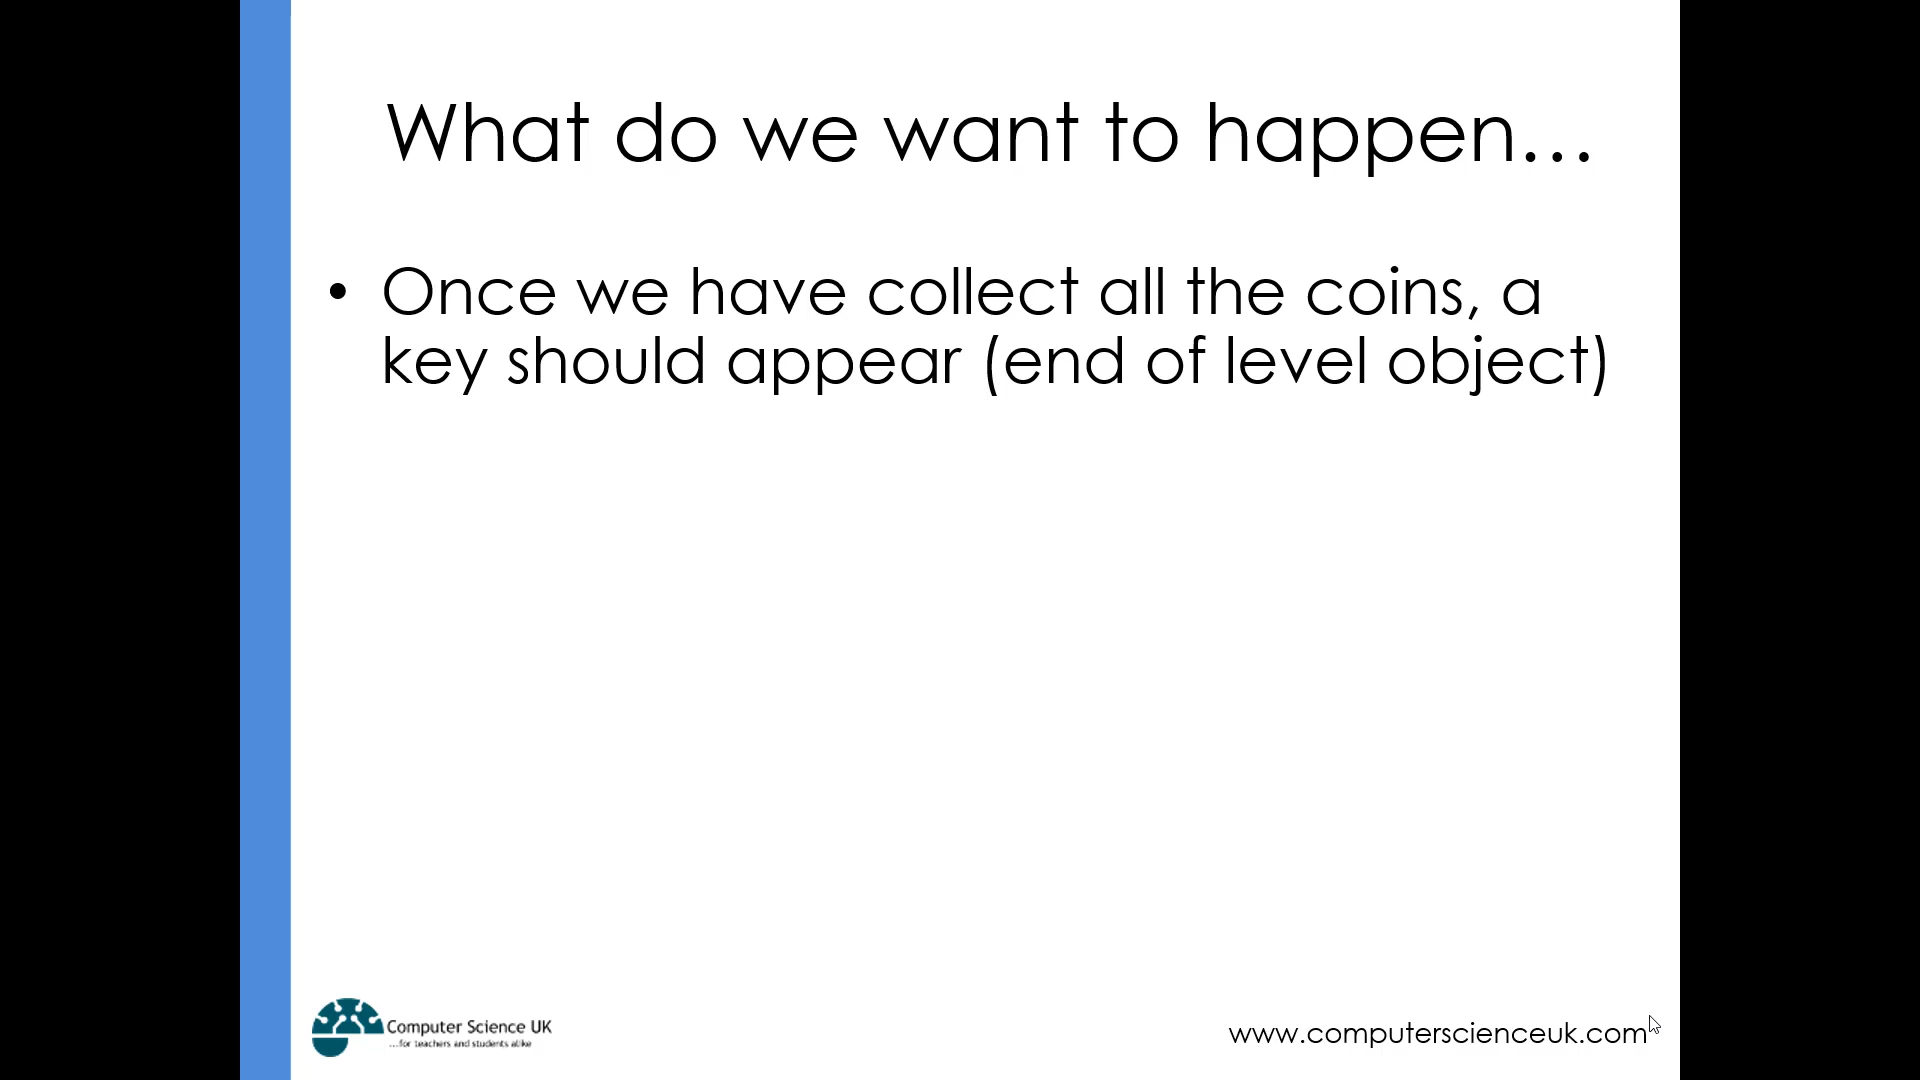 What do we want to happen...
• Once we have collect all the coins, a
key should appear (end of level object)
Computer Science UK
...for teachers and students alike
www.computerscienceuk.com